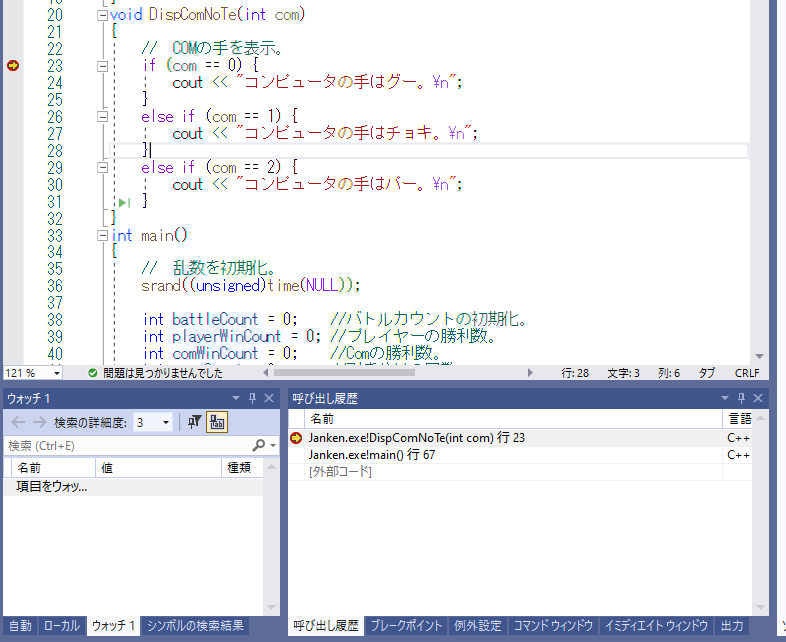 20 void DispComNoTe(int com)
21 {
22 // COMの手を表示。
23 if (com == 0) {
24 cout << "コンピュータの手はグー。\n";
25 }
26 else if (com == 1) {
27 cout << "コンピュータの手はチョキ。\n";
28 }
29 else if (com == 2) {
30 cout << "コンピュータの手はパー。\n";
31 }
32 }
33 int main()
34 {
35 // 乱数を初期化。
36 srand((unsigned)time(NULL));
37
38 int battleCount = 0; //バトルカウントの初期化。
39 int playerWinCount = 0; //プレイヤーの勝利数。
40 int comWinCount = 0; //Comの勝利数。
121 % 問題は見つかりませんでした 行: 28 文字: 3 列: 6 タブ CRLF
ウォッチ 1
検索の詳細度: 3
検索 (Ctrl+E)
名前 値 種類
項目をウォッ...
自動 ローカル ウォッチ 1 シンボルの検索結果
呼び出し履歴
名前 言語
Janken.exe!DispComNoTe(int com) 行 23 C++
Janken.exe!main() 行 67 C++
[外部コード]
呼び出し履歴 ブレークポイント 例外設定 コマンド ウィンドウ イミディエイト ウィンドウ 出力